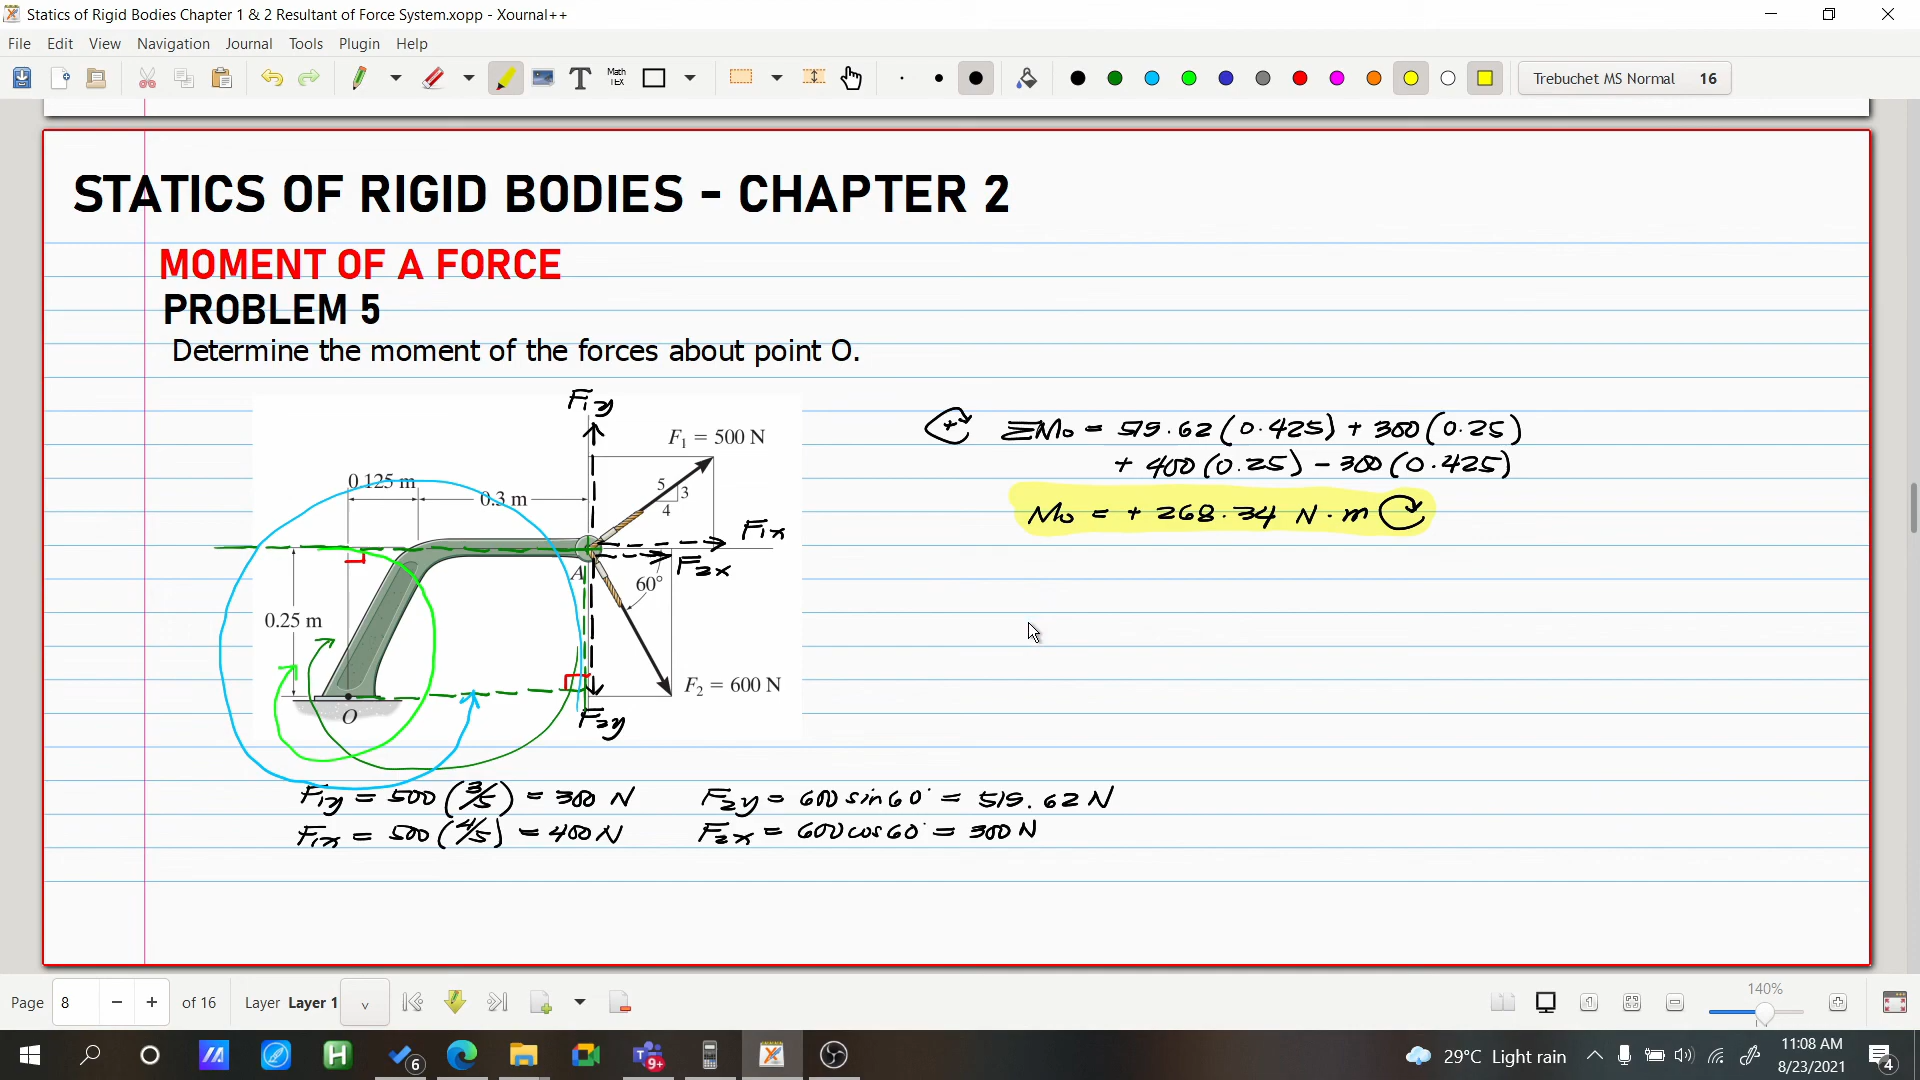 Statics of Rigid Bodies Chapter 1 & 2 Resultant of Force System.xopp - Xournal++
File Edit View Navigation Journal Tools Plugin Help
Math TEX
Trebuchet MS Normal 16
STATICS OF RIGID BODIES - CHAPTER 2
MOMENT OF A FORCE
PROBLEM 5
Determine the moment of the forces about point O.
F1y
F₁ = 500 N
0.125 m
0.3 m
5
3
4
F1x
F2x
A
60°
0.25 m
F₂ = 600 N
O
F2y
+ ΣMo = 519.62 (0.425) + 300 (0.25)
+ 400 (0.25) - 300 (0.425)
Mo = + 268.34 N·m
F1y = 500 (3/5) = 300 N
F2y = 600 sin 60° = 519.62 N
F1x = 500 (4/5) = 400 N
F2x = 600 cos 60° = 300 N
Page 8 - + of 16 Layer Layer 1
140%
6
9+
29°C Light rain
11:08 AM
8/23/2021
4